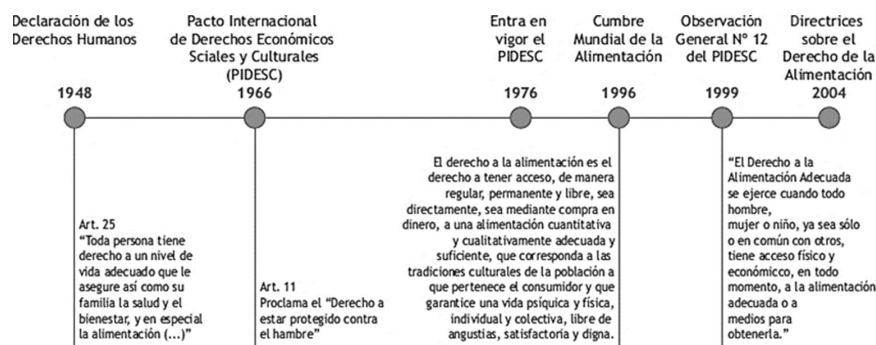 Declaración de los
Derechos Humanos
1948
Art. 25
“Toda persona tiene
derecho a un nivel de
vida adecuado que le
asegure así como su
familia la salud y el
bienestar, y en especial
la alimentación (...)”
Pacto Internacional
de Derechos Económicos
Sciales y Culturales
(PIDESC)
1966
Art. 11
Proclama el “Derecho a
estar protegido contra
el hambre”
Entra en
vigor el
PIDESC
1976
Cumbre
Mundial de la
Alimentación
1996
El derecho a la alimentación es el
derecho a tener acceso, de manera
regular, permanente y libre, sea
directamente, sea mediante compra en
dinero, a una alimentación cuantitativa
y cualitativamente adecuada y
suficiente, que corresponda a las
tradiciones culturales de la población a
que pertenece el consumidor y que
garantice una vida psíquica y física,
individual y colectiva, libre de
angustias, satisfactoria y digna.
Observación
General Nº 12
del PIDESC
1999
“El Derecho a la
Alimentación Adecuada
se ejerce cuando todo
hombre,
mujer o niño, ya sea sólo
o en común con otros,
tiene acceso físico y
económicco, en todo
momento, a la alimentación
adecuada o a
medios para
obtenerla.”
Directrices
sobre el
Derecho de la
Alimentación
2004